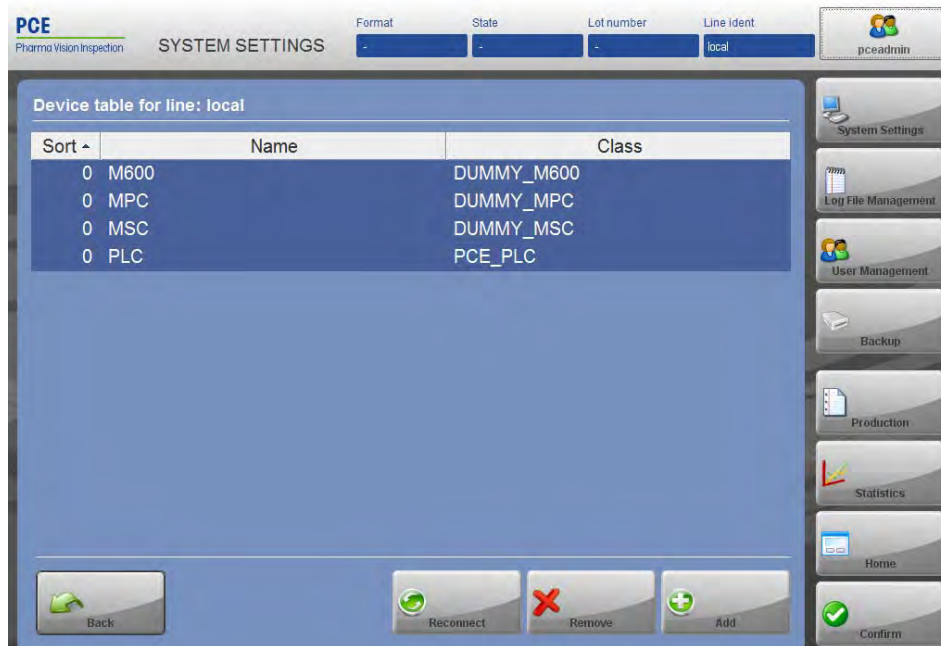 PCE
Pharma Vision Inspection
SYSTEM SETTINGS
Format
State
Lot number
Line ident
-
-
-
local
pceadmin
Device table for line: local
Sort Name Class
0 M600 DUMMY_M600
0 MPC DUMMY_MPC
0 MSC DUMMY_MSC
0 PLC PCE_PLC
Back
Reconnect
Remove
Add
System Settings
Log File Management
User Management
Backup
Production
Statistics
Home
Confirm